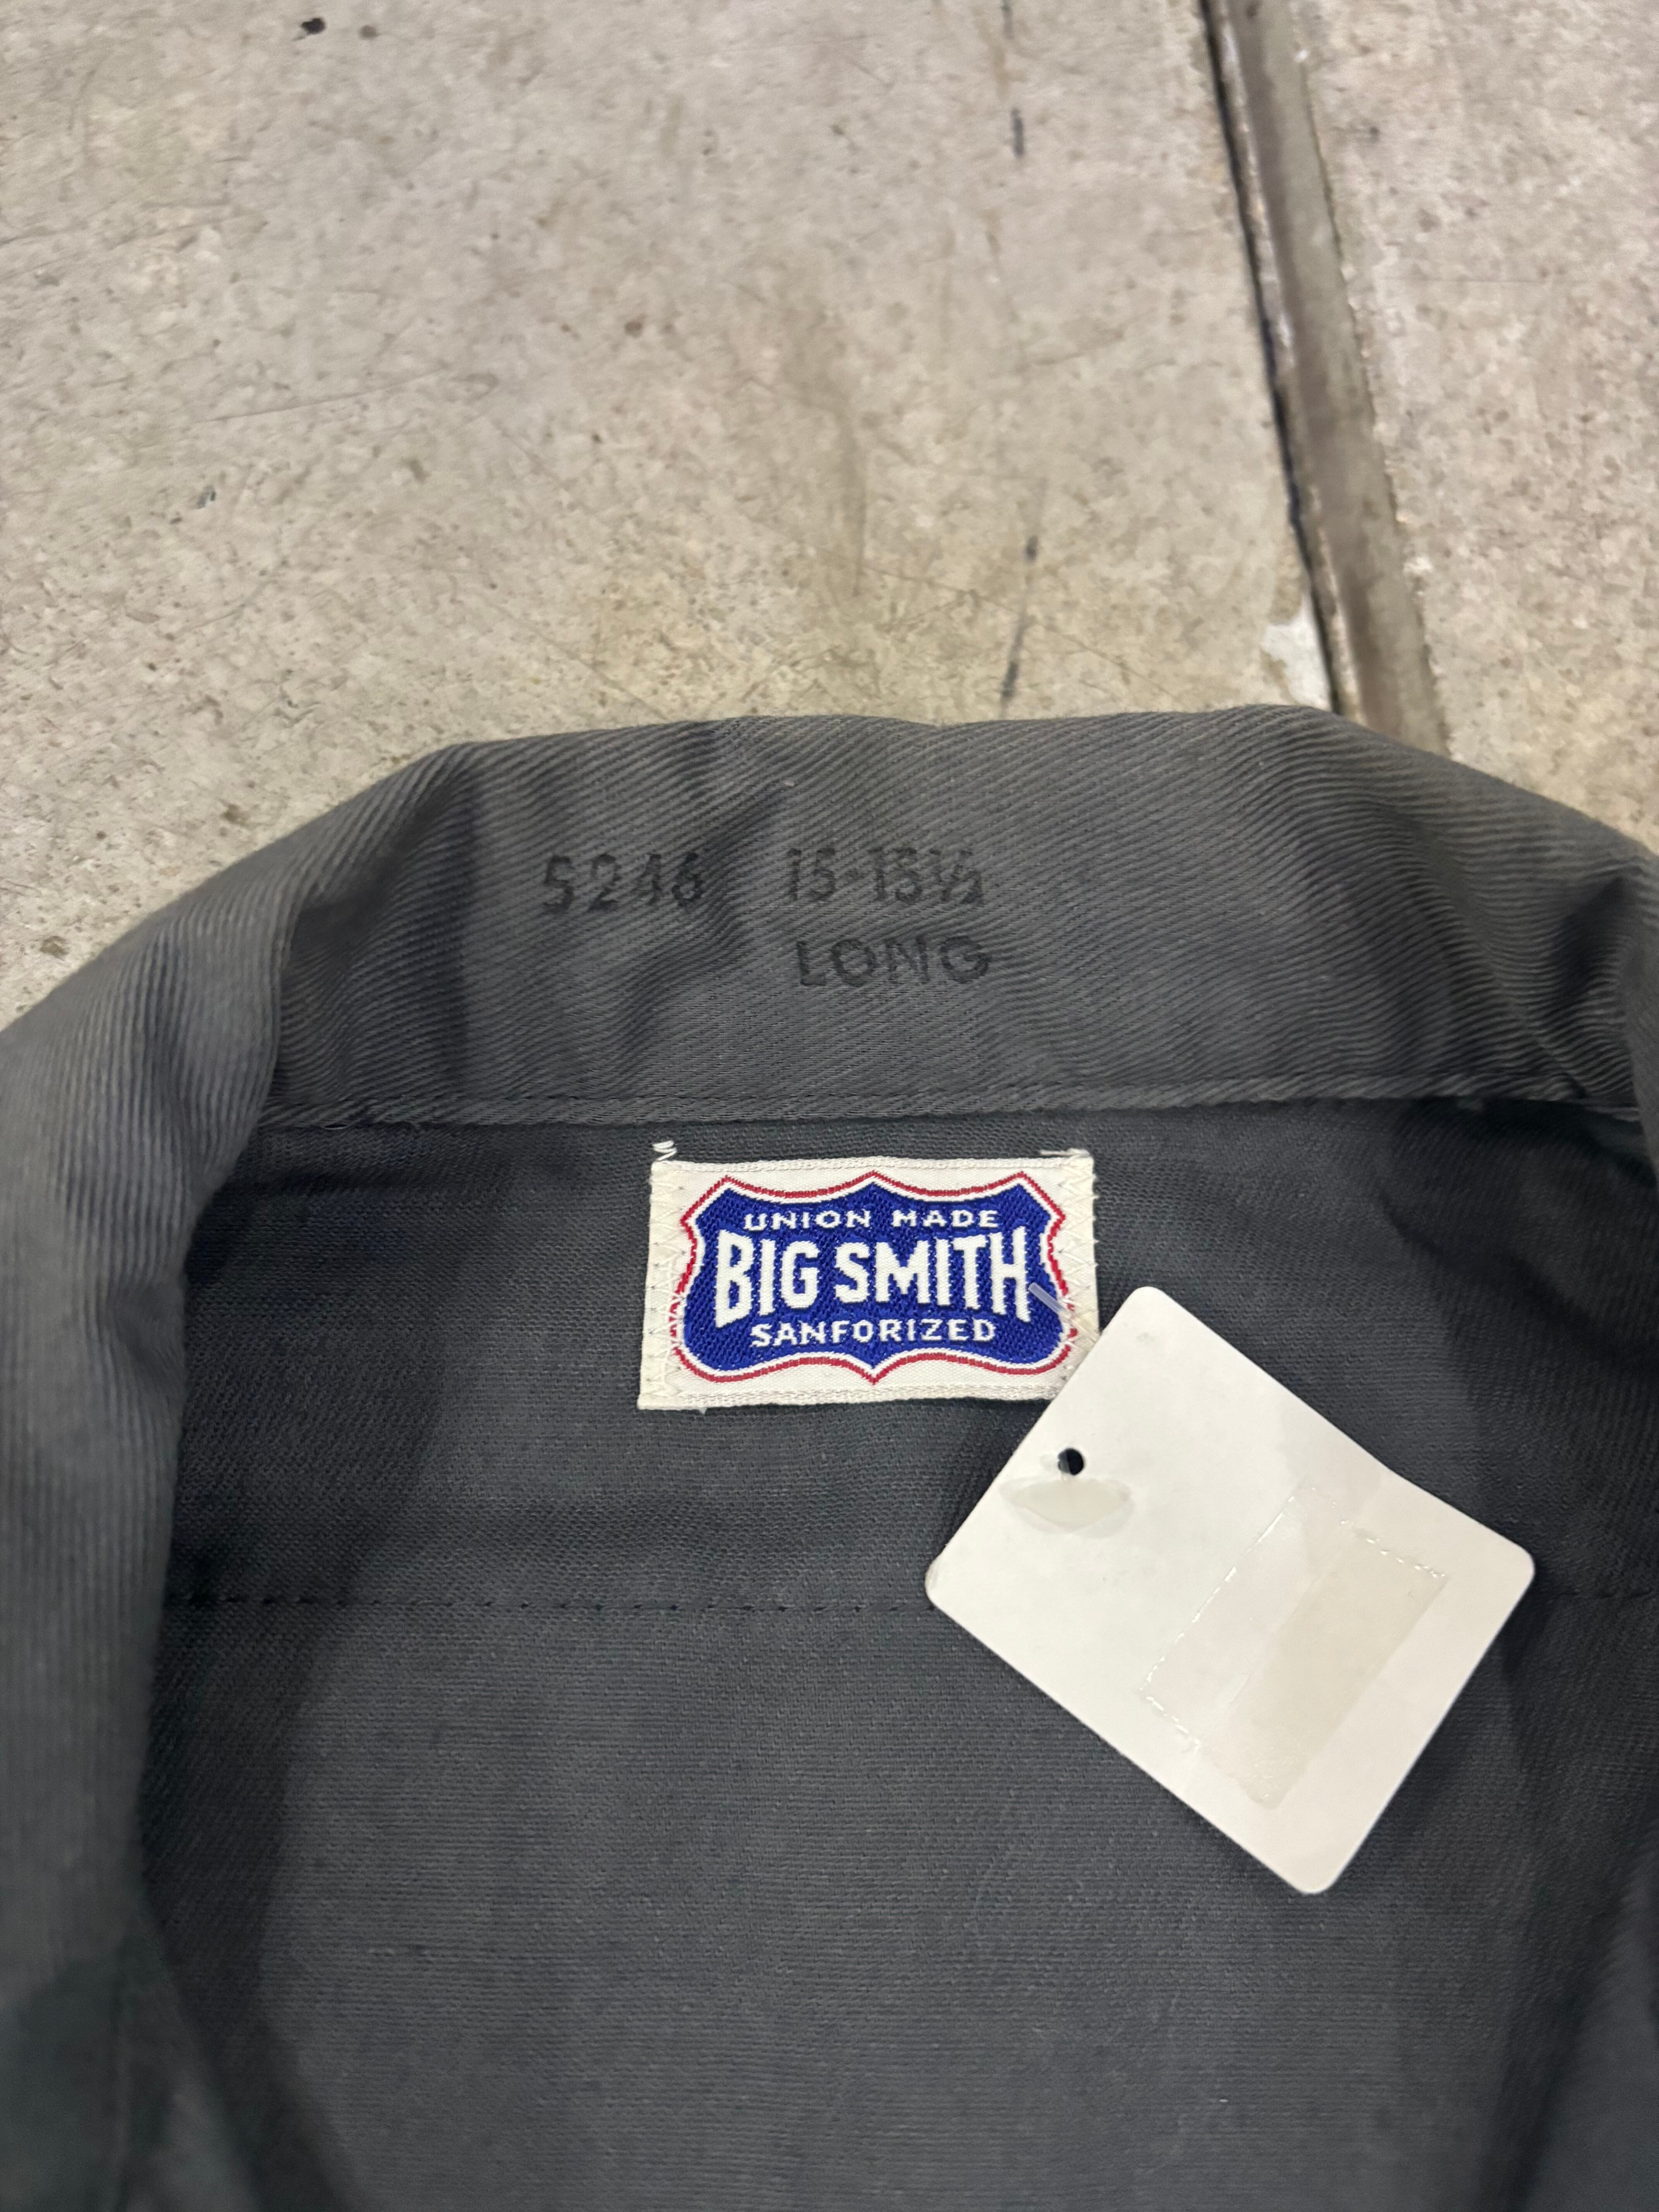 5246 15-15½
LONG
UNION MADE
BIG SMITH
SANFORIZED